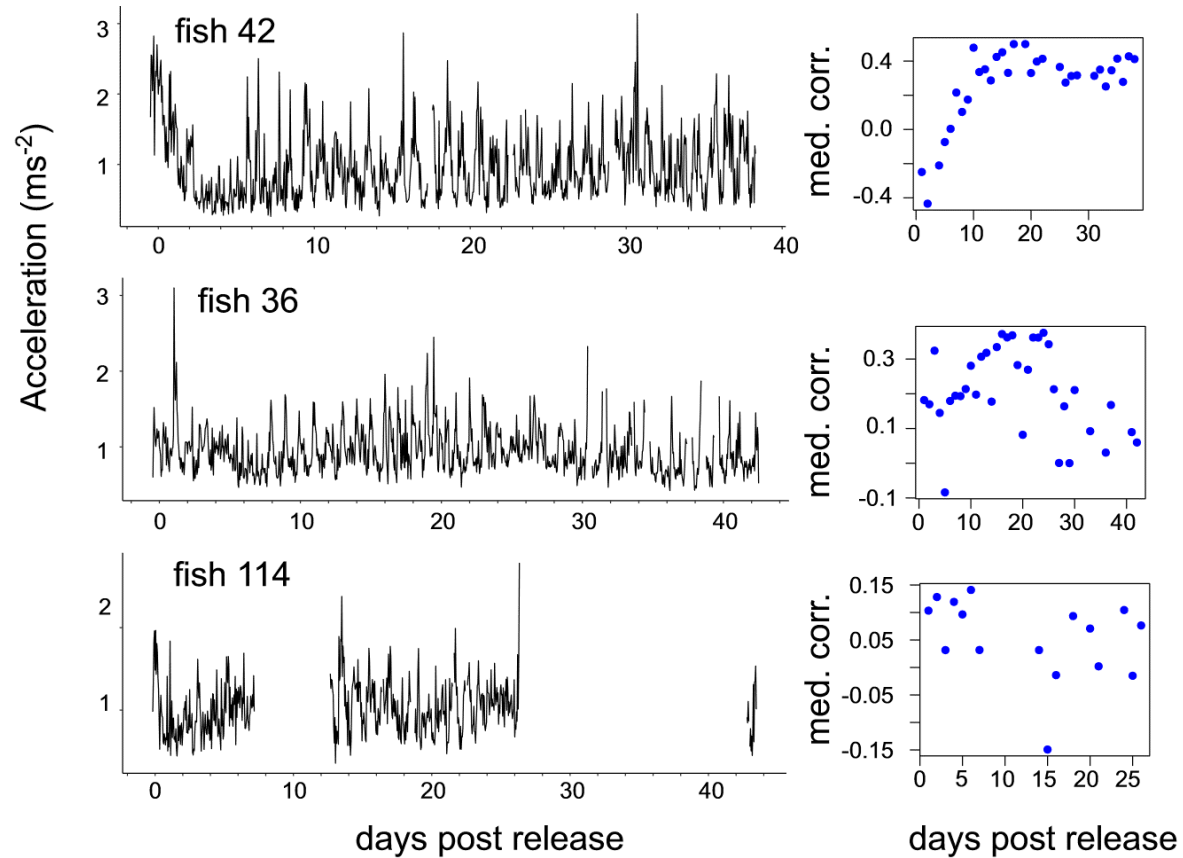 fish 42
3
2
1
0 10 20 30 40
med. corr.
0.4
0.0
-0.4
0 10 20 30
Acceleration (ms-2)
fish 36
3
2
1
0 10 20 30 40
med. corr.
0.3
0.1
-0.1
0 10 20 30 40
fish 114
2
1
0 10 20 30 40
med. corr.
0.15
0.05
-0.05
-0.15
0 5 10 15 20 25
days post release
days post release